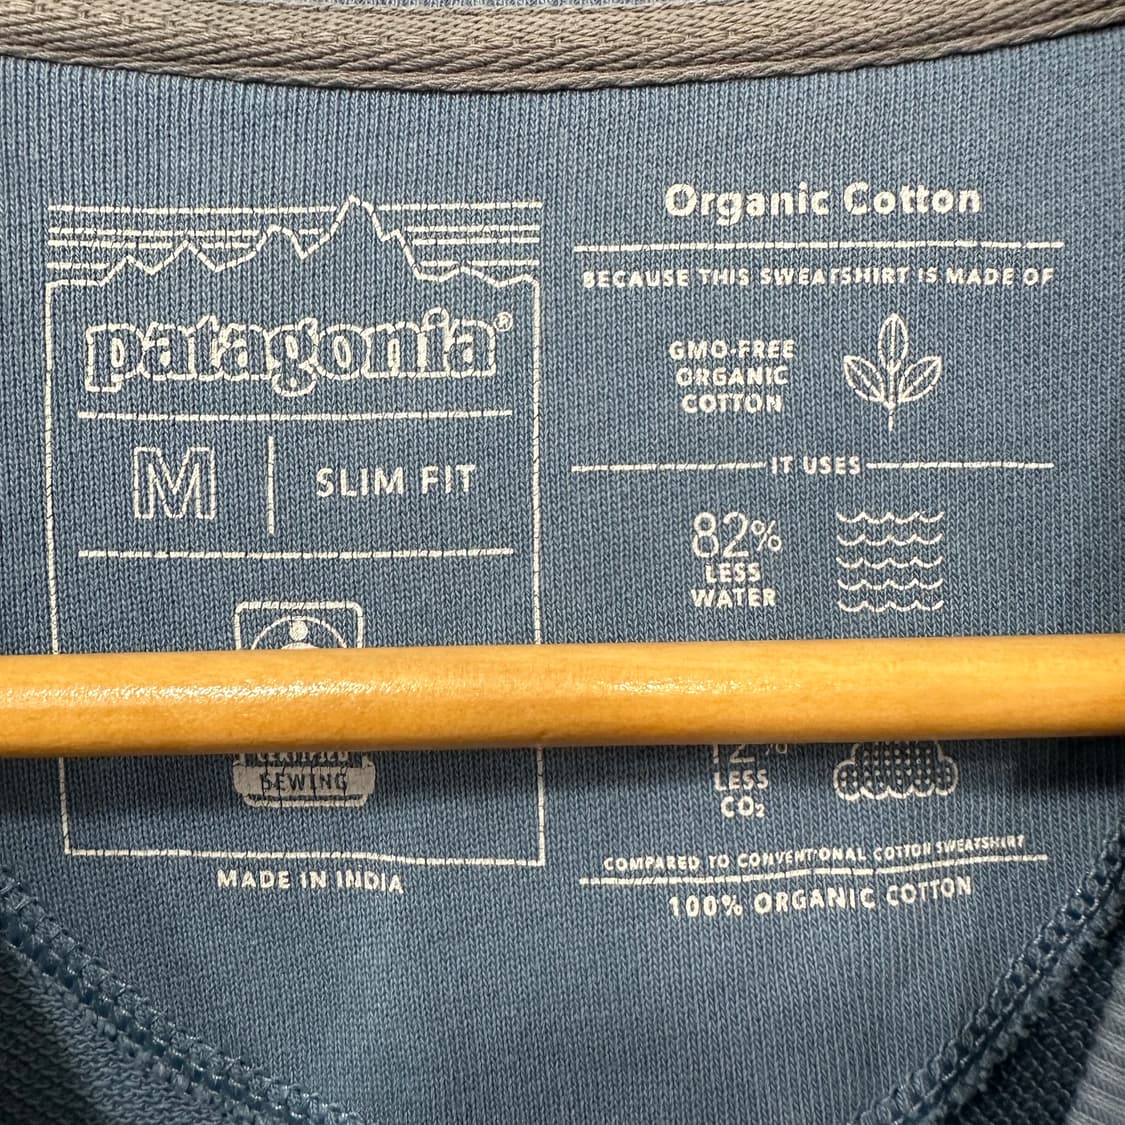 patagonia®
M
SLIM FIT
SEWING
MADE IN INDIA
Organic Cotton
BECAUSE THIS SWEATSHIRT IS MADE OF
GMO-FREE
ORGANIC
COTTON
IT USES
82%
LESS
WATER
12%
LESS
CO₂
COMPARED TO CONVENTIONAL COTTON SWEATSHIRT
100% ORGANIC COTTON